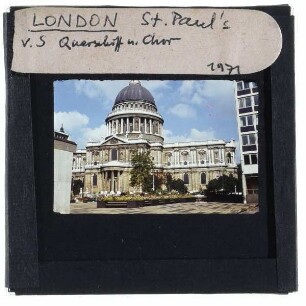 LONDON St. Paul's
v. S Querschiff u. Chor
1971